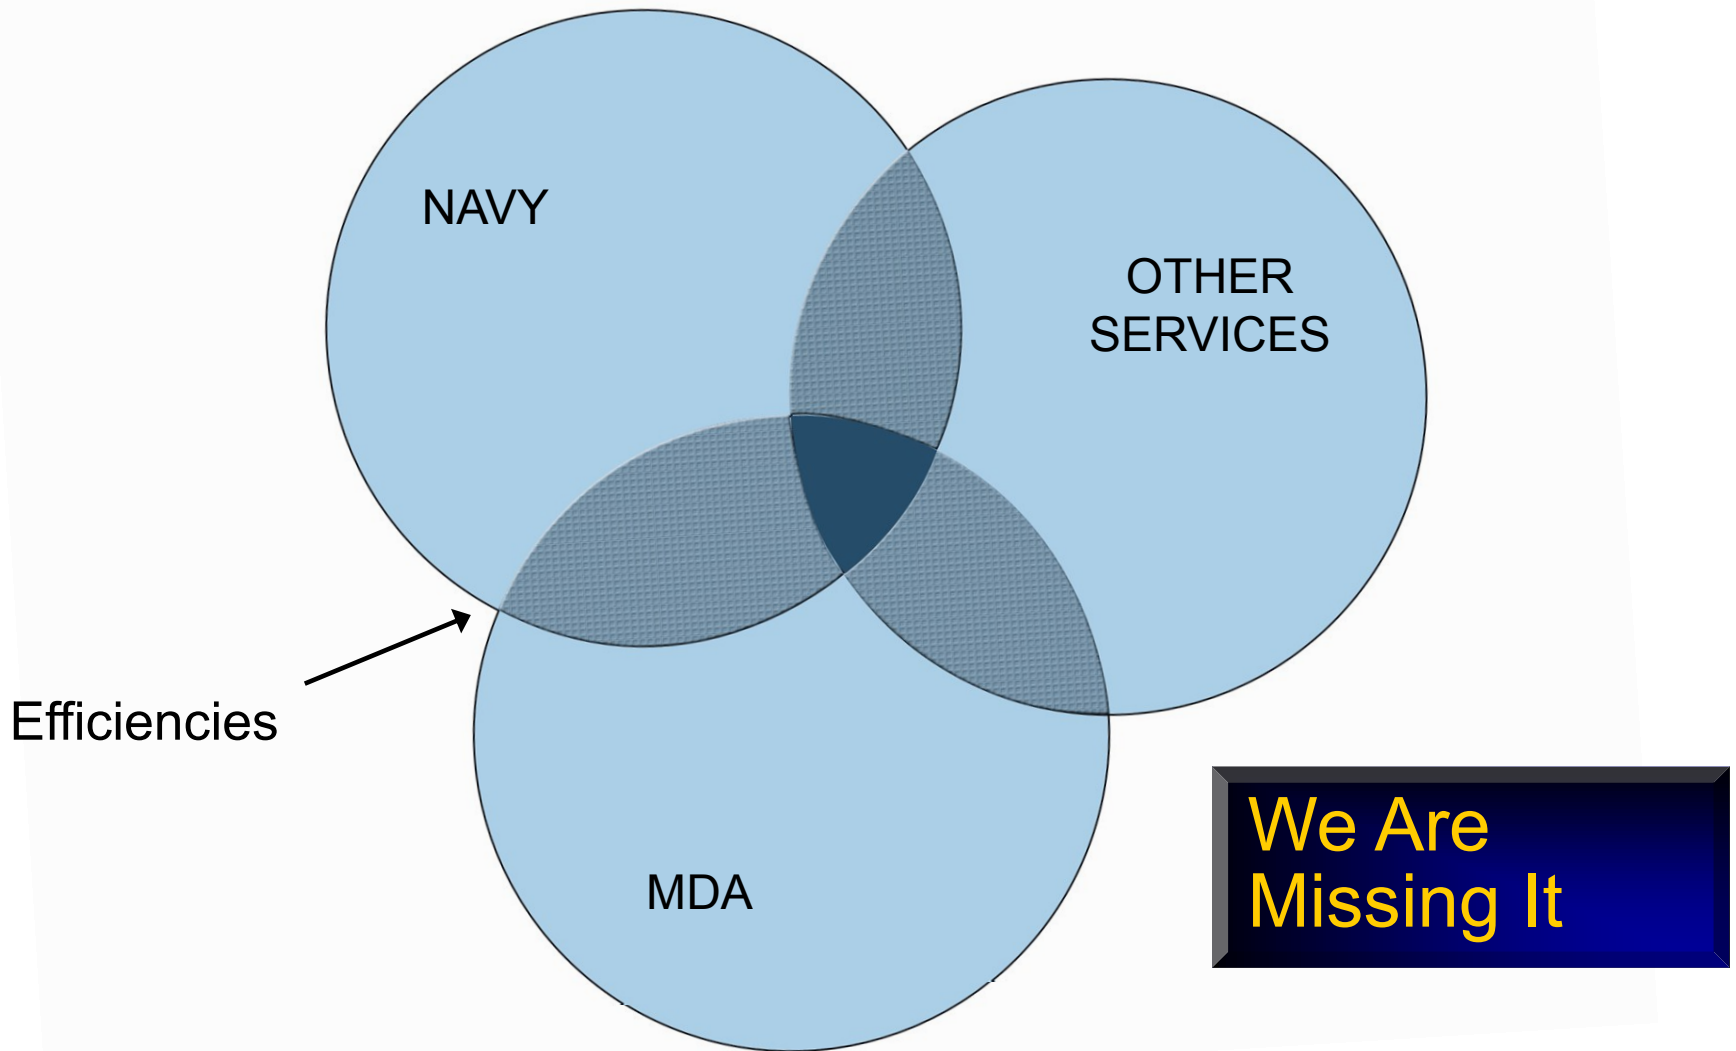 NAVY
OTHER
SERVICES
Efficiencies
MDA
We Are
Missing It